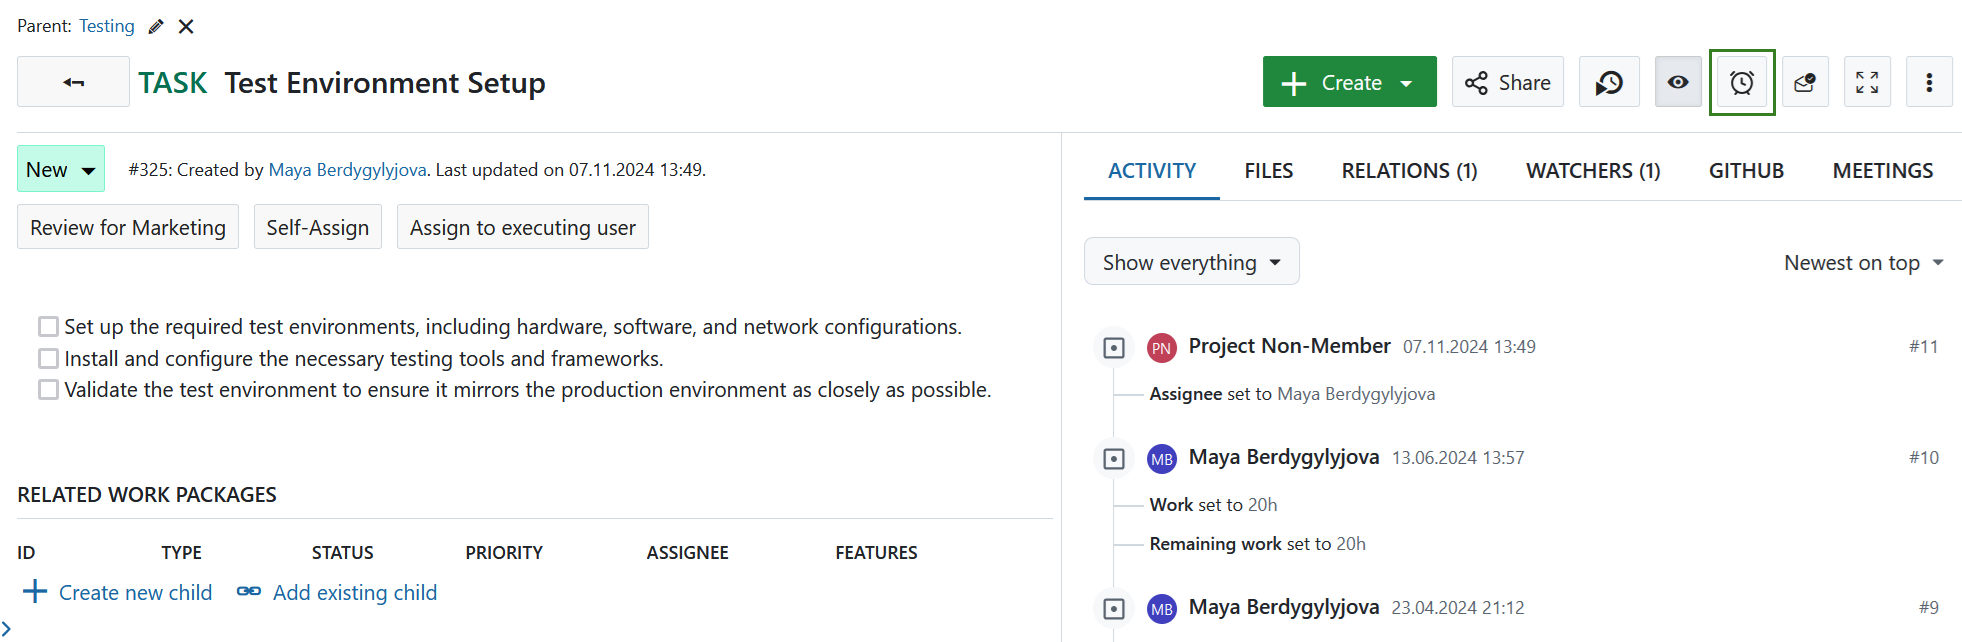 Parent: Testing
TASK Test Environment Setup
Create
Share
New
#325: Created by Maya Berdygylyjova. Last updated on 07.11.2024 13:49.
Review for Marketing
Self-Assign
Assign to executing user
Set up the required test environments, including hardware, software, and network configurations.
Install and configure the necessary testing tools and frameworks.
Validate the test environment to ensure it mirrors the production environment as closely as possible.
RELATED WORK PACKAGES
ID TYPE STATUS PRIORITY ASSIGNEE FEATURES
Create new child Add existing child
ACTIVITY FILES RELATIONS (1) WATCHERS (1) GITHUB MEETINGS
Show everything
Newest on top
PN Project Non-Member 07.11.2024 13:49 #11
Assignee set to Maya Berdygylyjova
MB Maya Berdygylyjova 13.06.2024 13:57 #10
Work set to 20h
Remaining work set to 20h
MB Maya Berdygylyjova 23.04.2024 21:12 #9